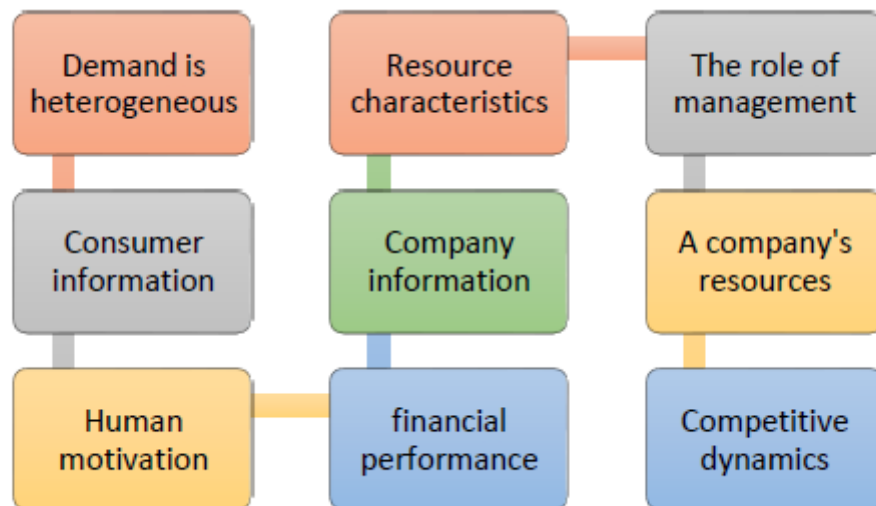 Demand is
heterogeneous
Consumer
information
Human
motivation
financial
performance
Company
information
Resource
characteristics
The role of
management
A company's
resources
Competitive
dynamics